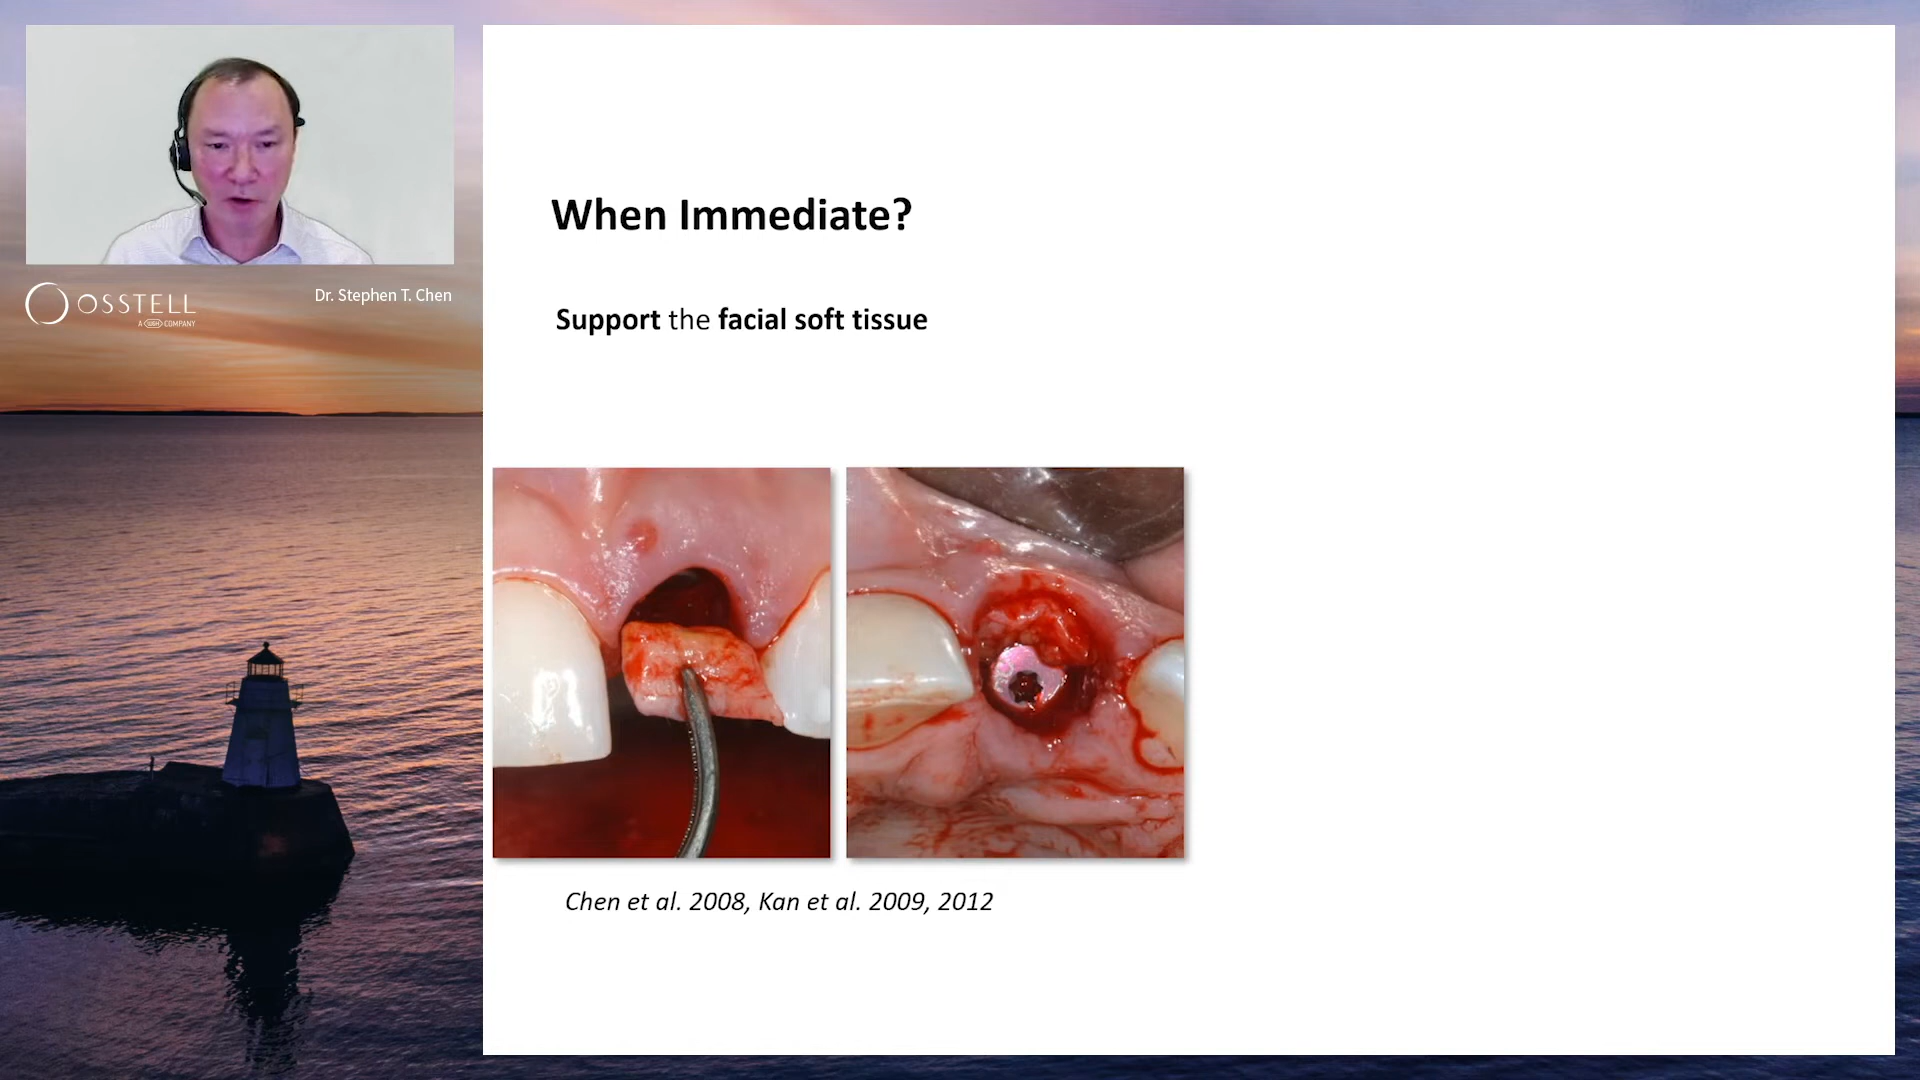 Dr. Stephen T. Chen
OSSTELL
A W&H COMPANY
When Immediate?
Support the facial soft tissue
Chen et al. 2008, Kan et al. 2009, 2012